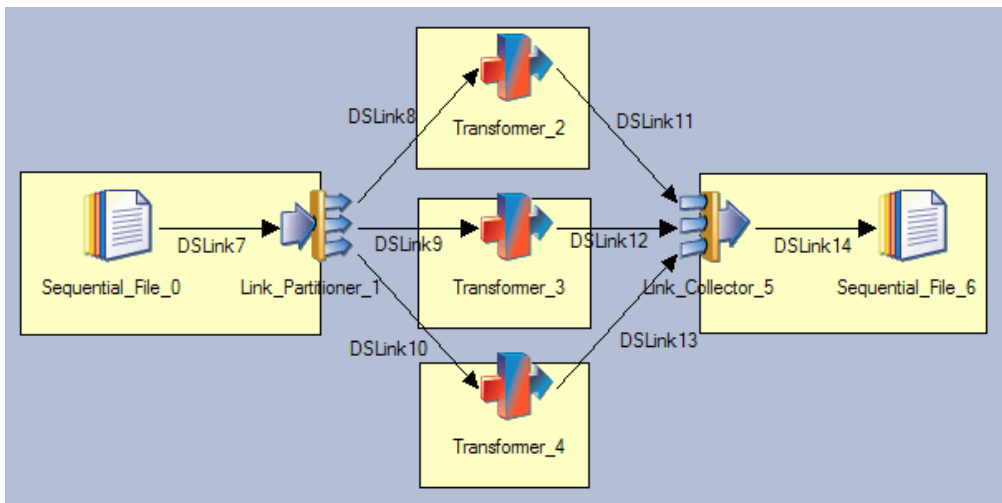 DSLink8
Transformer_2
DSLink11
DSLink7
Sequential_File_0
Link_Partitioner_1
DSLink9
Transformer_3
DSLink12
Link_Collector_5
DSLink14
Sequential_File_6
DSLink10
DSLink13
Transformer_4